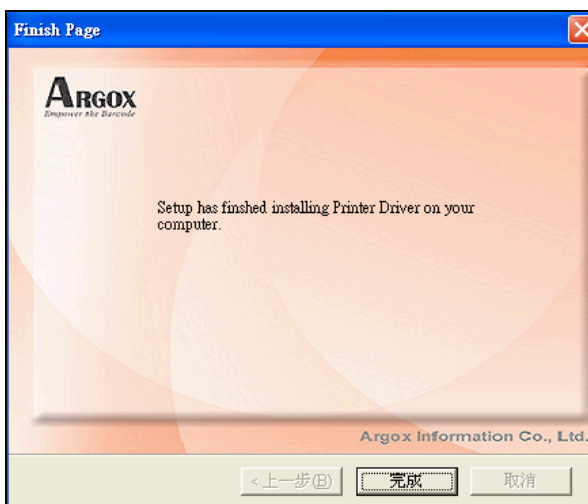 Finish Page
ARGOX
Empower the Barcode
Setup has finshed installing Printer Driver on your
computer.
Argox Information Co., Ltd.
<上一步(B)
完成
取消